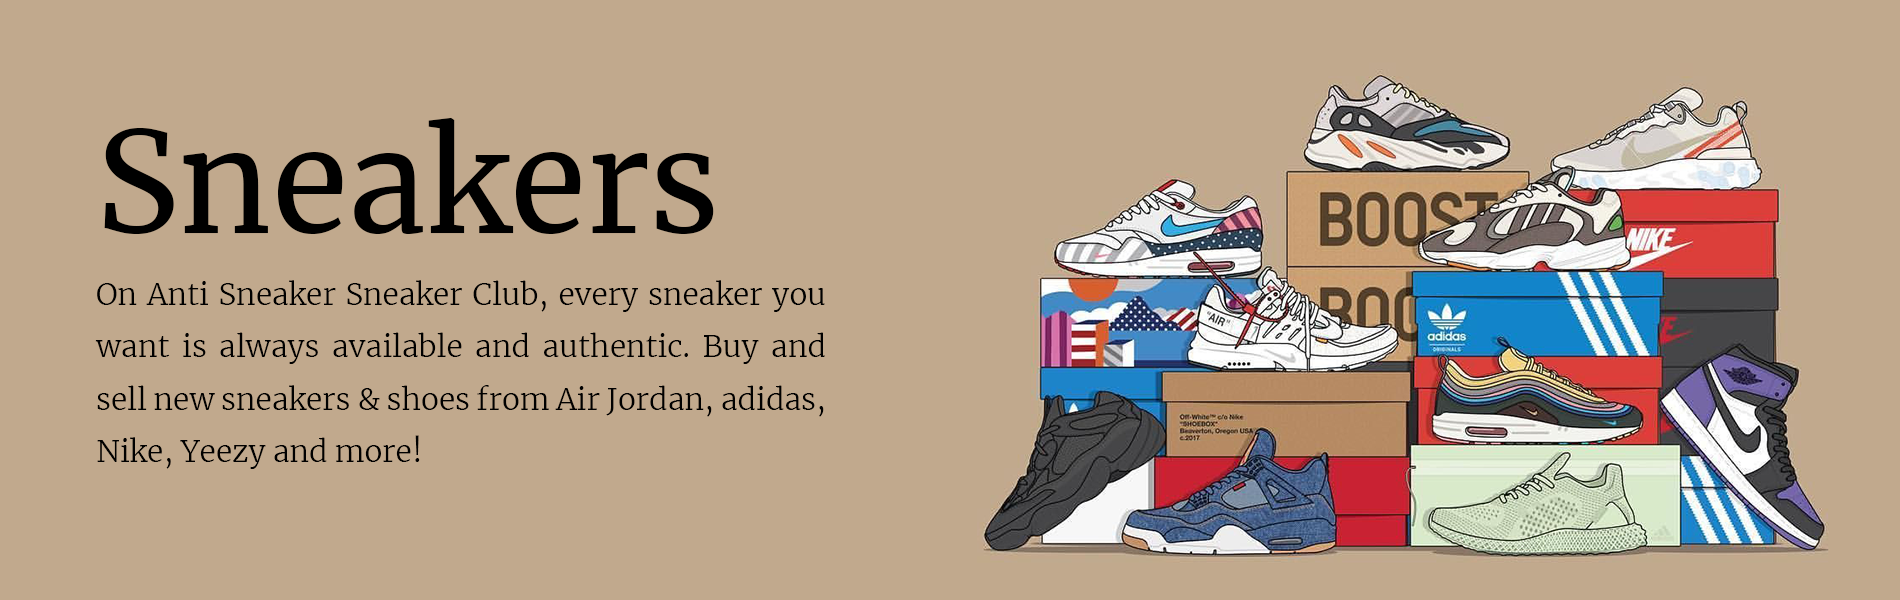 Sneakers
On Anti Sneaker Sneaker Club, every sneaker you
want is always available and authentic. Buy and
sell new sneakers & shoes from Air Jordan, adidas,
Nike, Yeezy and more!
BOOST
NIKE
"AIR"
adidas
ORIGINALS
Off-White™ c/o Nike
"SHOEBOX"
Beaverton, Oregon USA
c.2017